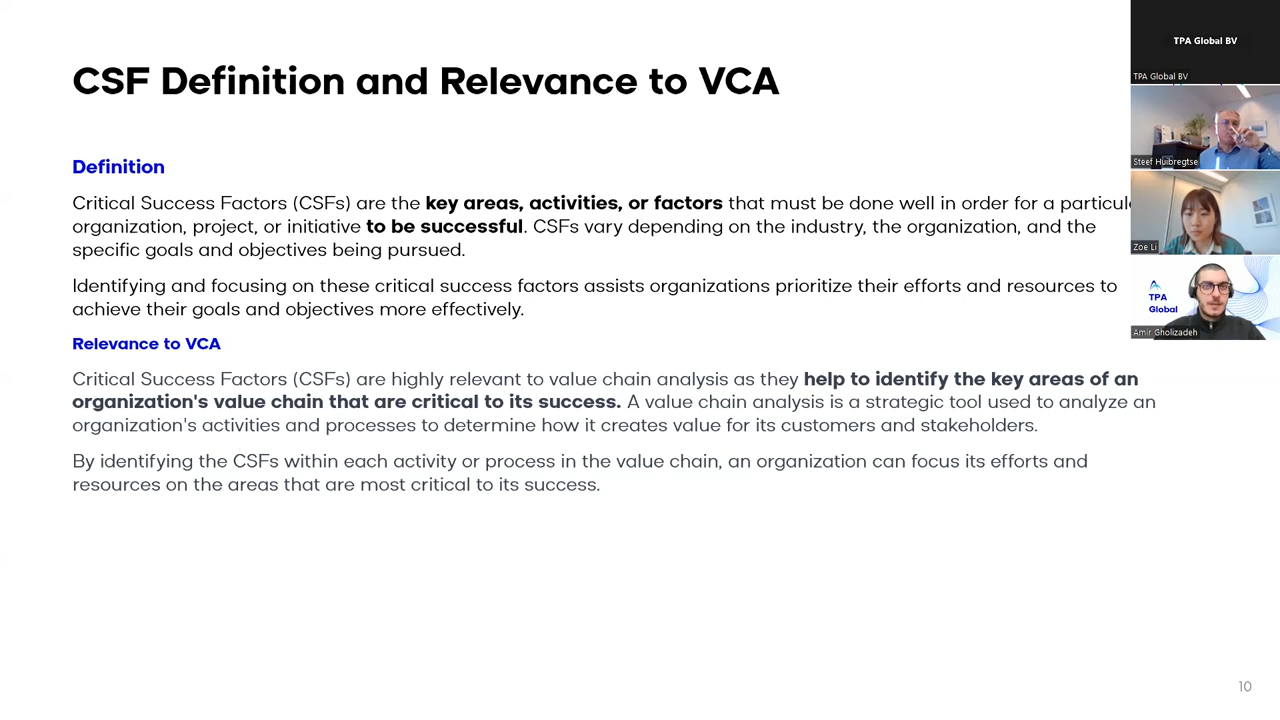 CSF Definition and Relevance to VCA
Definition
Critical Success Factors (CSFs) are the key areas, activities, or factors that must be done well in order for a
organization, project, or initiative to be successful. CSFs vary depending on the industry, the organization, and the
specific goals and objectives being pursued.
Identifying and focusing on these critical success factors assists organizations prioritize their efforts and resources to
achieve their goals and objectives more effectively.
Relevance to VCA
Critical Success Factors (CSFs) are highly relevant to value chain analysis as they help to identify the key areas of an
organization's value chain that are critical to its success. A value chain analysis is a strategic tool used to analyze an
organization's activities and processes to determine how it creates value for its customers and stakeholders.
By identifying the CSFs within each activity or process in the value chain, an organization can focus its efforts and
resources on the areas that are most critical to its success.
10
TPA Global BV
TPA Global BV
Steef Huibregtse
Zoe Li
TPA
Global
Amir Gholizadeh